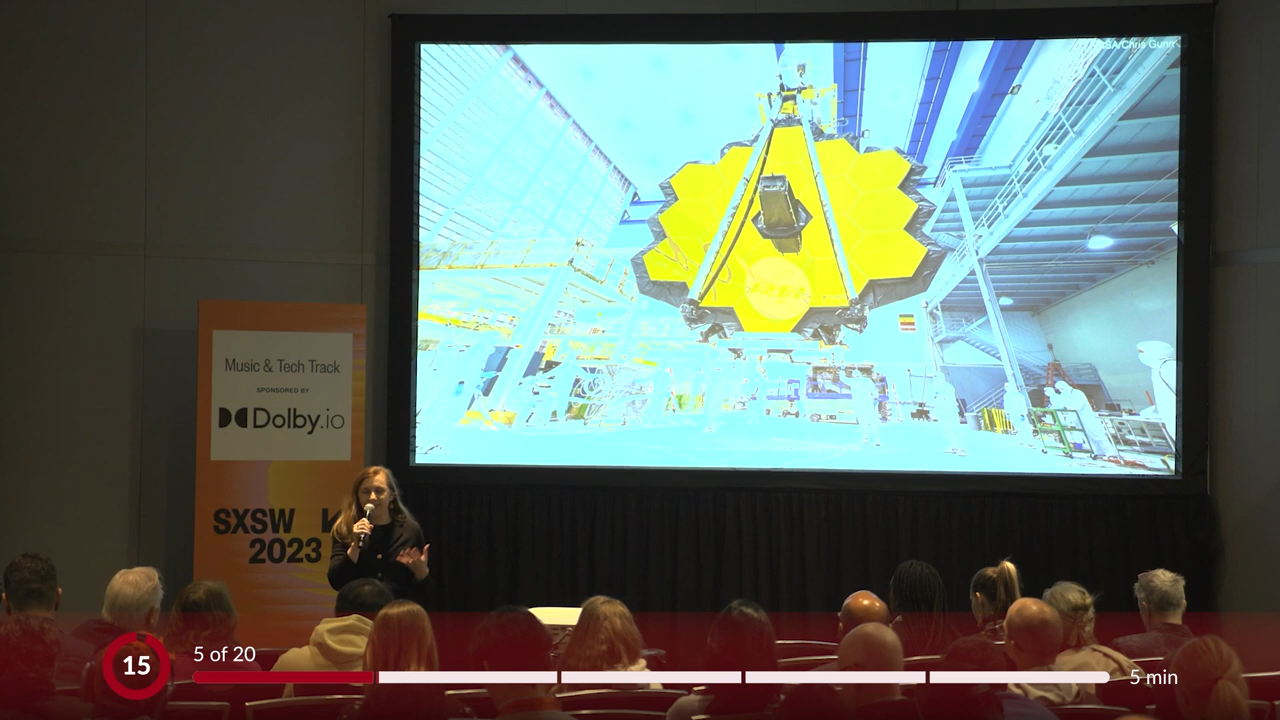 SA/Chris Gunn
Music & Tech Track
SPONSORED BY
Dolby.io
SXSW
2023
15
5 of 20
5 min